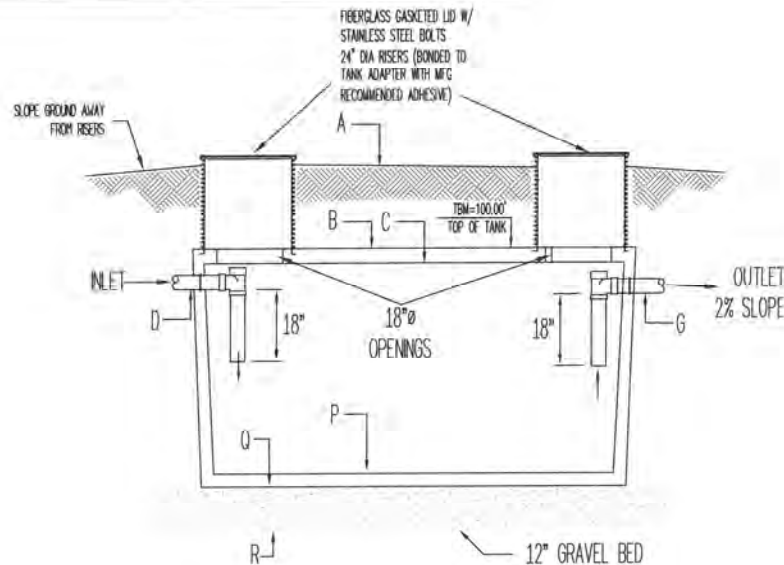 FIBERGLASS GASKETED LID W/
STAINLESS STEEL BOLTS
24" DIA RISERS (BONDED TO
TANK ADAPTER WITH MFG
RECOMMENDED ADHESIVE)
SLOPE GROUND AWAY
FROM RISERS
A
B
C
TBM=100.00'
TOP OF TANK
INLET
OUTLET
2% SLOPE
D
18"
18"ø
OPENINGS
18"
G
P
Q
R
12" GRAVEL BED